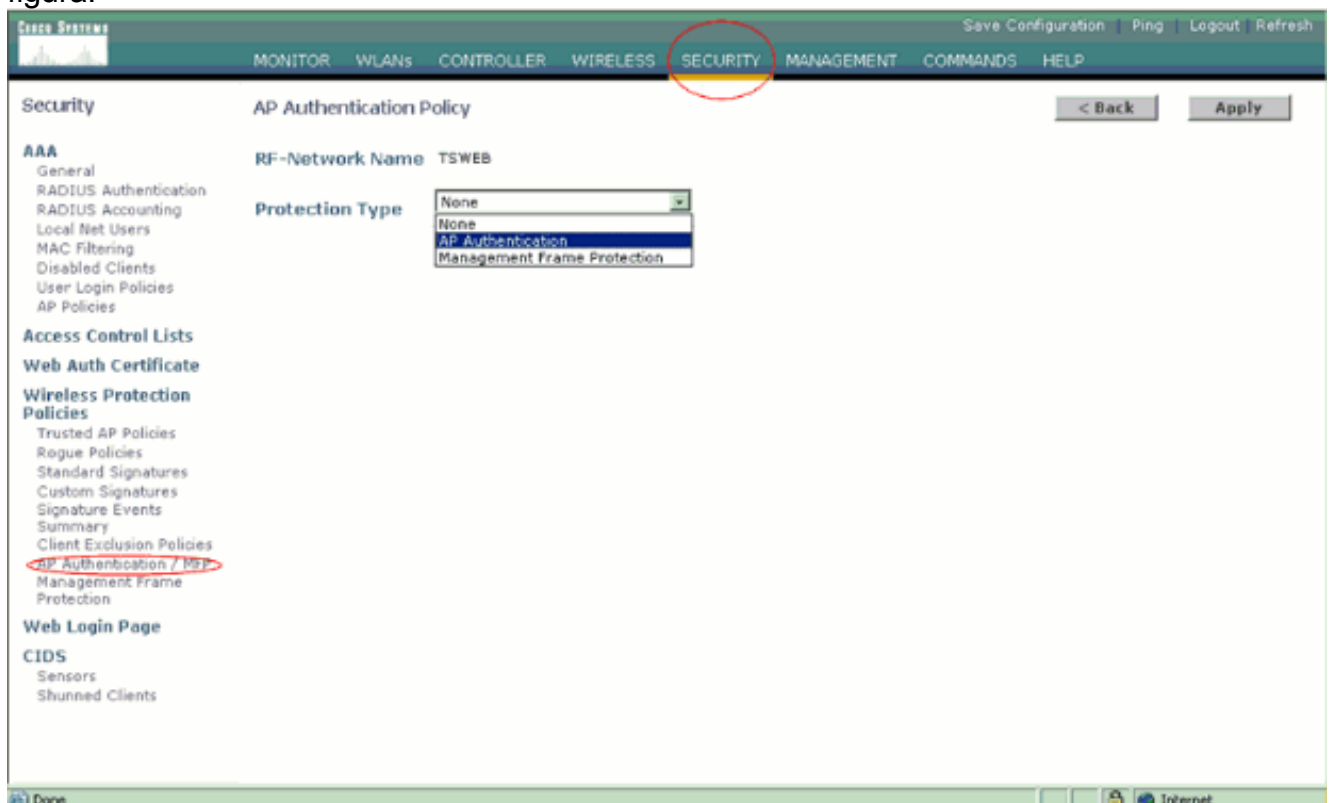 figura.
CISCO SYSTEMS
Save Configuration | Ping | Logout | Refresh
MONITOR WLANs CONTROLLER WIRELESS SECURITY MANAGEMENT COMMANDS HELP
Security
AAA
General
RADIUS Authentication
RADIUS Accounting
Local Net Users
MAC Filtering
Disabled Clients
User Login Policies
AP Policies
Access Control Lists
Web Auth Certificate
Wireless Protection
Policies
Trusted AP Policies
Rogue Policies
Standard Signatures
Custom Signatures
Signature Events
Summary
Client Exclusion Policies
AP Authentication / MFP
Management Frame
Protection
Web Login Page
CIDS
Sensors
Shunned Clients
AP Authentication Policy
< Back
Apply
RF-Network Name TSWEB
Protection Type None
None
AP Authentication
Management Frame Protection
Done
Internet